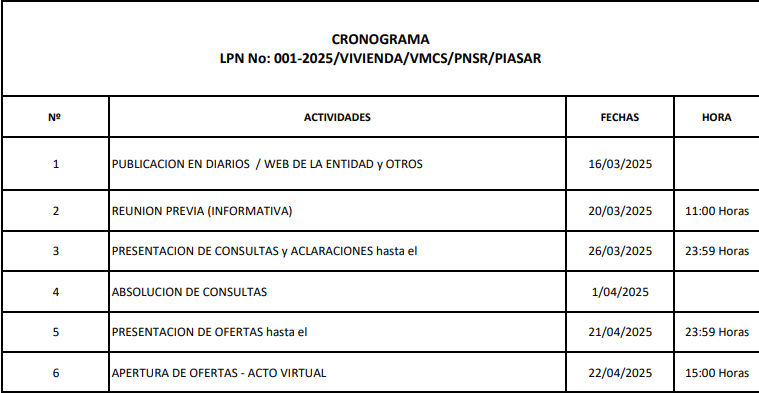 CRONOGRAMA
LPN No: 001-2025/VIVIENDA/VMCS/PNSR/PIASAR
Nº ACTIVIDADES FECHAS HORA
1 PUBLICACION EN DIARIOS / WEB DE LA ENTIDAD y OTROS 16/03/2025
2 REUNION PREVIA (INFORMATIVA) 20/03/2025 11:00 Horas
3 PRESENTACION DE CONSULTAS y ACLARACIONES hasta el 26/03/2025 23:59 Horas
4 ABSOLUCION DE CONSULTAS 1/04/2025
5 PRESENTACION DE OFERTAS hasta el 21/04/2025 23:59 Horas
6 APERTURA DE OFERTAS - ACTO VIRTUAL 22/04/2025 15:00 Horas